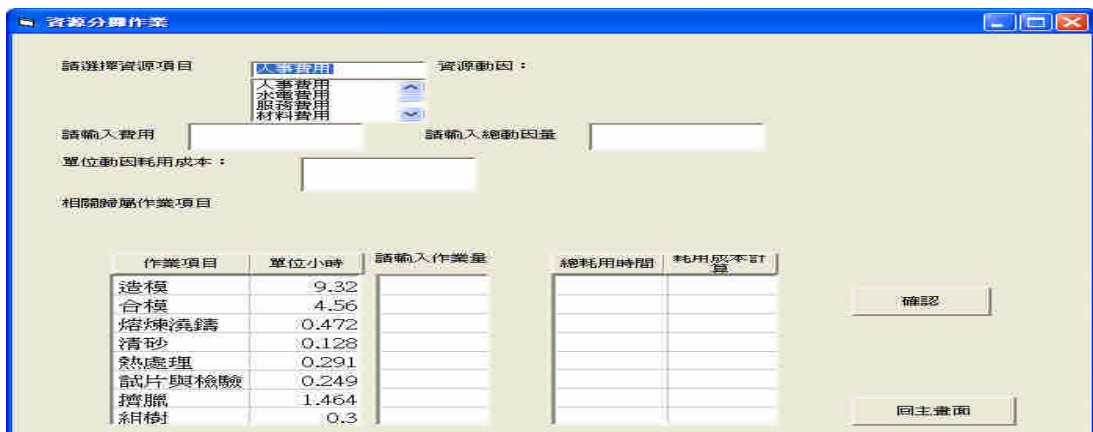 資源分攤作業
請選擇資源項目 人事費用 資源動因：
人事費用
水電費用
服務費用
材料費用
請輸入費用 請輸入總動因量
單位動因耗用成本：
相關歸屬作業項目
作業項目 單位小時 請輸入作業量 總耗用時間 耗用成本計算
造模 9.32
合模 4.56
熔煉澆鑄 0.472
清砂 0.128
熱處理 0.291
試片與檢驗 0.249
擠臘 1.464
組樹 0.3
確認
回主畫面